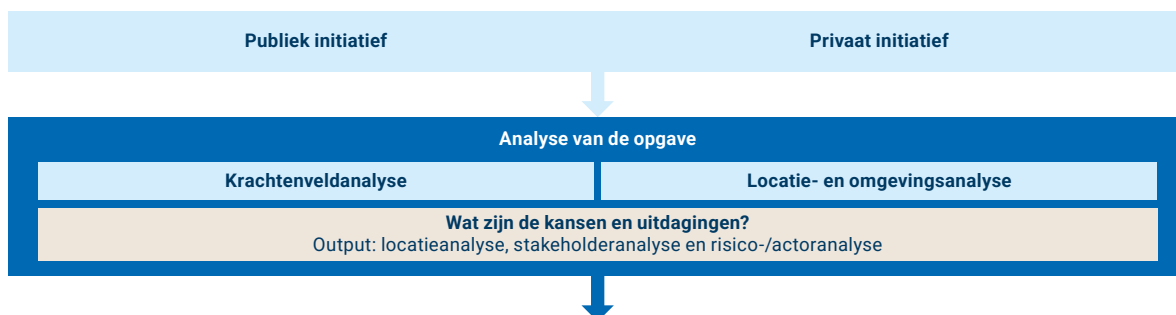 Publiek initiatief
Privaat initiatief
Analyse van de opgave
Krachtenveldanalyse
Locatie- en omgevingsanalyse
Wat zijn de kansen en uitdagingen?
Output: locatieanalyse, stakeholderanalyse en risico-/actoranalyse